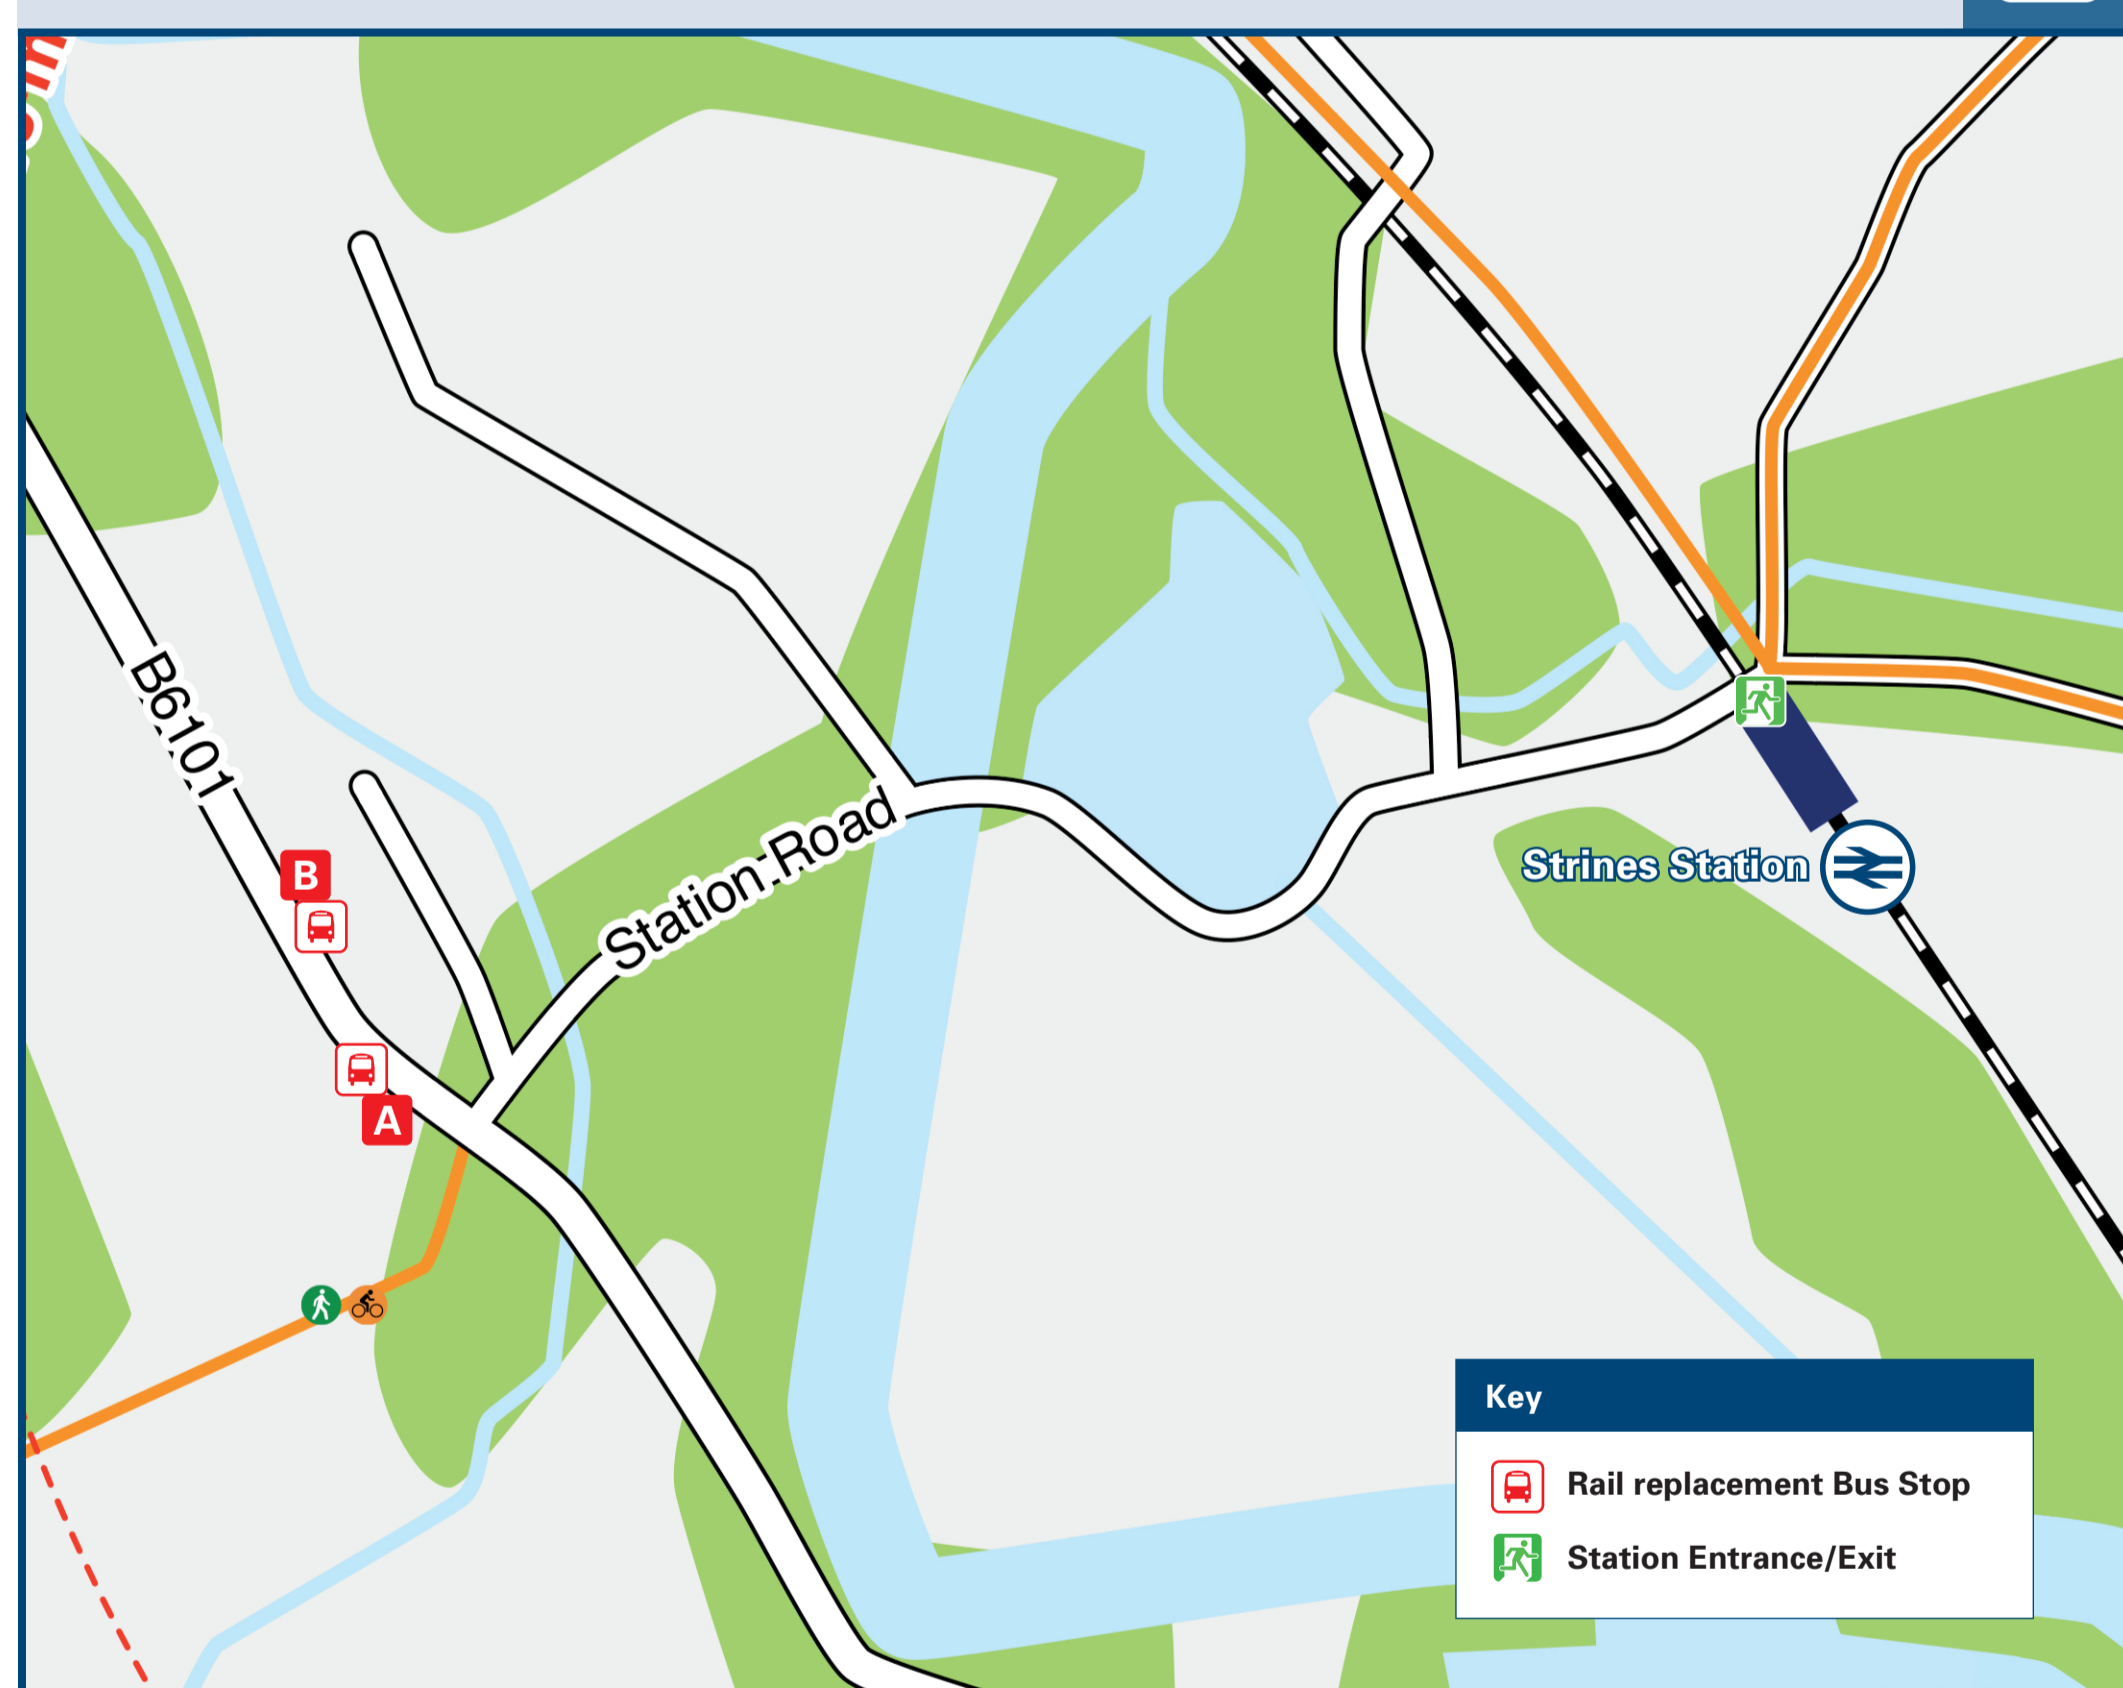 B6101
B
A
Station Road
Strines Station
Key
Rail replacement Bus Stop
Station Entrance/Exit